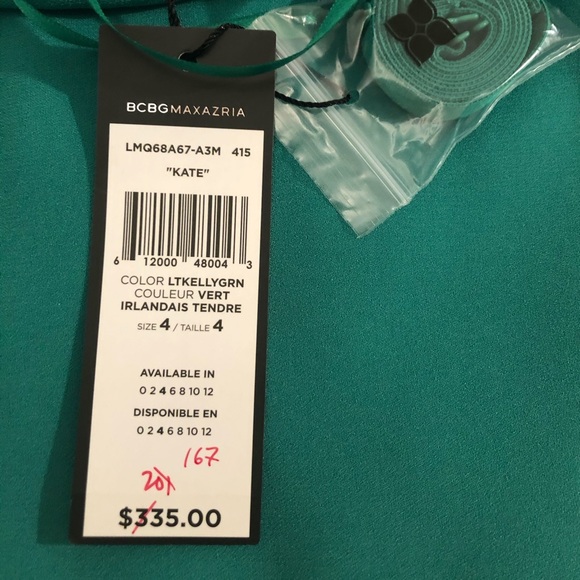 BCBGMAXAZRIA
LMQ68A67-A3M 415
"KATE"
6 12000 48004 3
COLOR LTKELLYGRN
COULEUR VERT
IRLANDAIS TENDRE
SIZE 4 / TAILLE 4
AVAILABLE IN
0 2 4 6 8 10 12
DISPONIBLE EN
0 2 4 6 8 10 12
167
201
$335.00